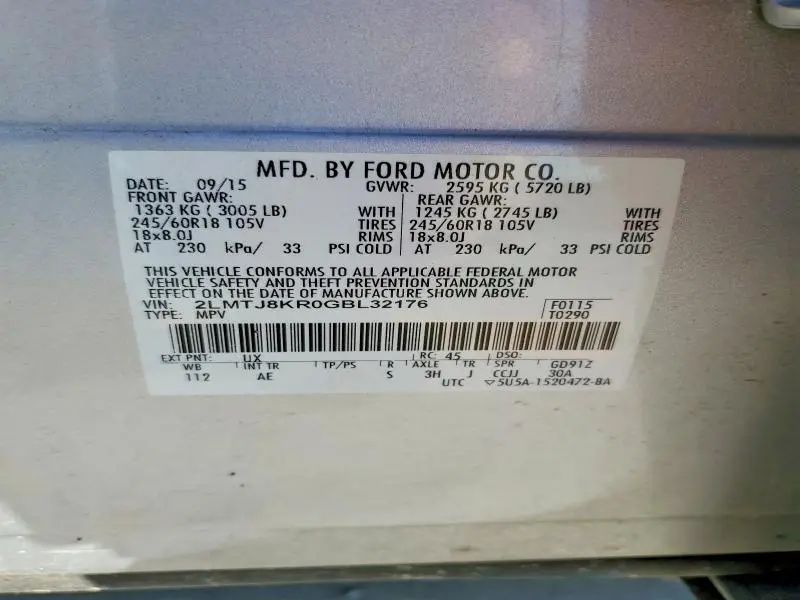 MFD. BY FORD MOTOR CO.
DATE: 09/15 GVWR: 2595 KG ( 5720 LB)
FRONT GAWR: REAR GAWR:
1363 KG ( 3005 LB) WITH 1245 KG ( 2745 LB) WITH
245/60R18 105V TIRES 245/60R18 105V TIRES
18x8.0J RIMS 18x8.0J RIMS
AT 230 kPa/ 33 PSI COLD AT 230 kPa/ 33 PSI COLD
THIS VEHICLE CONFORMS TO ALL APPLICABLE FEDERAL MOTOR
VEHICLE SAFETY AND THEFT PREVENTION STANDARDS IN
EFFECT ON THE DATE OF MANUFACTURE SHOWN ABOVE.
VIN: 2LMTJ8KR0GBL32176 F0115
TYPE: MPV T0290
EXT PNT: UX RC: 45 DSO:
WB INT TR TP/PS R AXLE TR SPR GD91Z
112 AE S 3H J CCJJ 30A
UTC ▽5U5A-1520472-BA